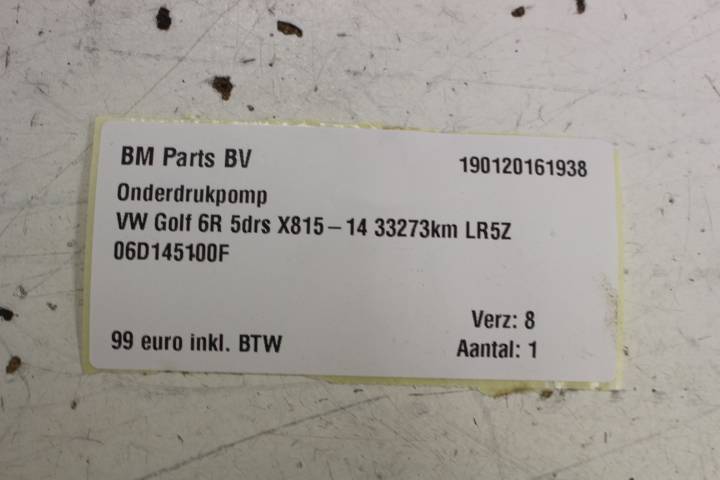 BM Parts BV 190120161938
Onderdrukpomp
VW Golf 6R 5drs X815-14 33273km LR5Z
06D145100F
Verz: 8
99 euro inkl. BTW Aantal: 1